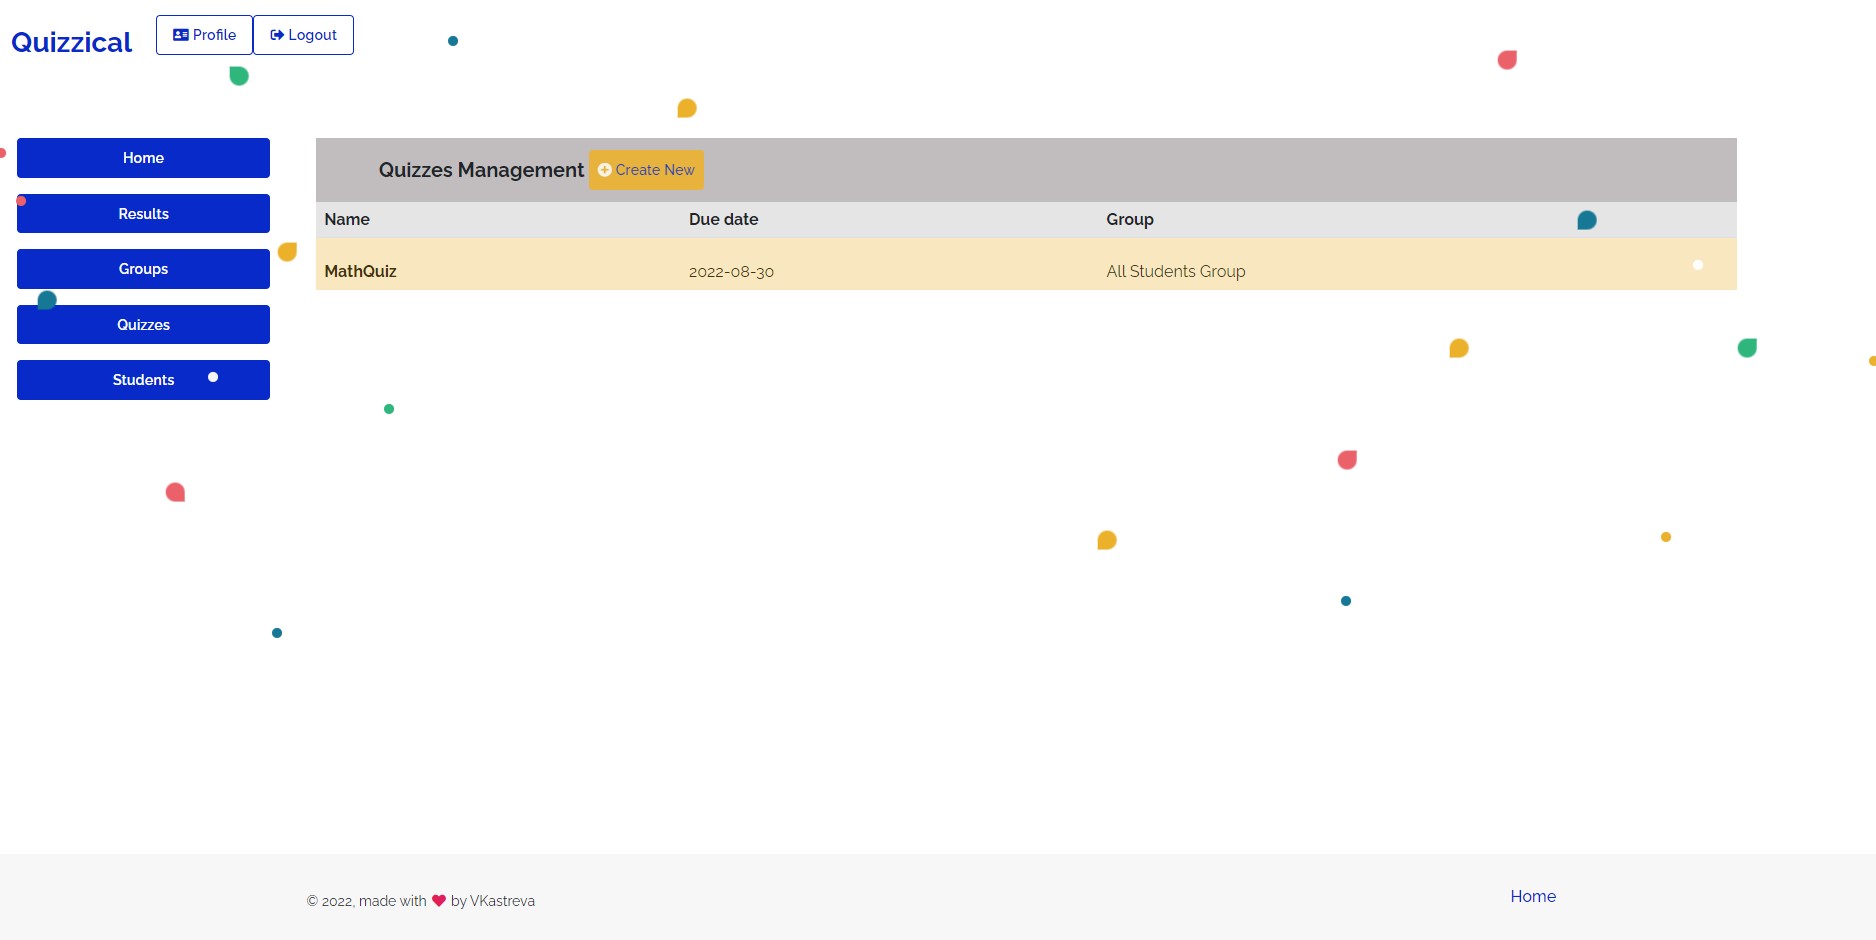 Quizzical
Profile
Logout
Home
Results
Groups
Quizzes
Students
Quizzes Management Create New
Name Due date Group
MathQuiz 2022-08-30 All Students Group
© 2022, made with by VKastreva
Home